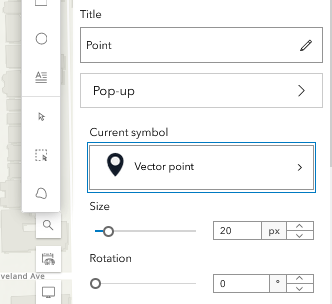 Title
Point
Pop-up
Current symbol
Vector point
Size
20 px
Rotation
0 °
veland Ave